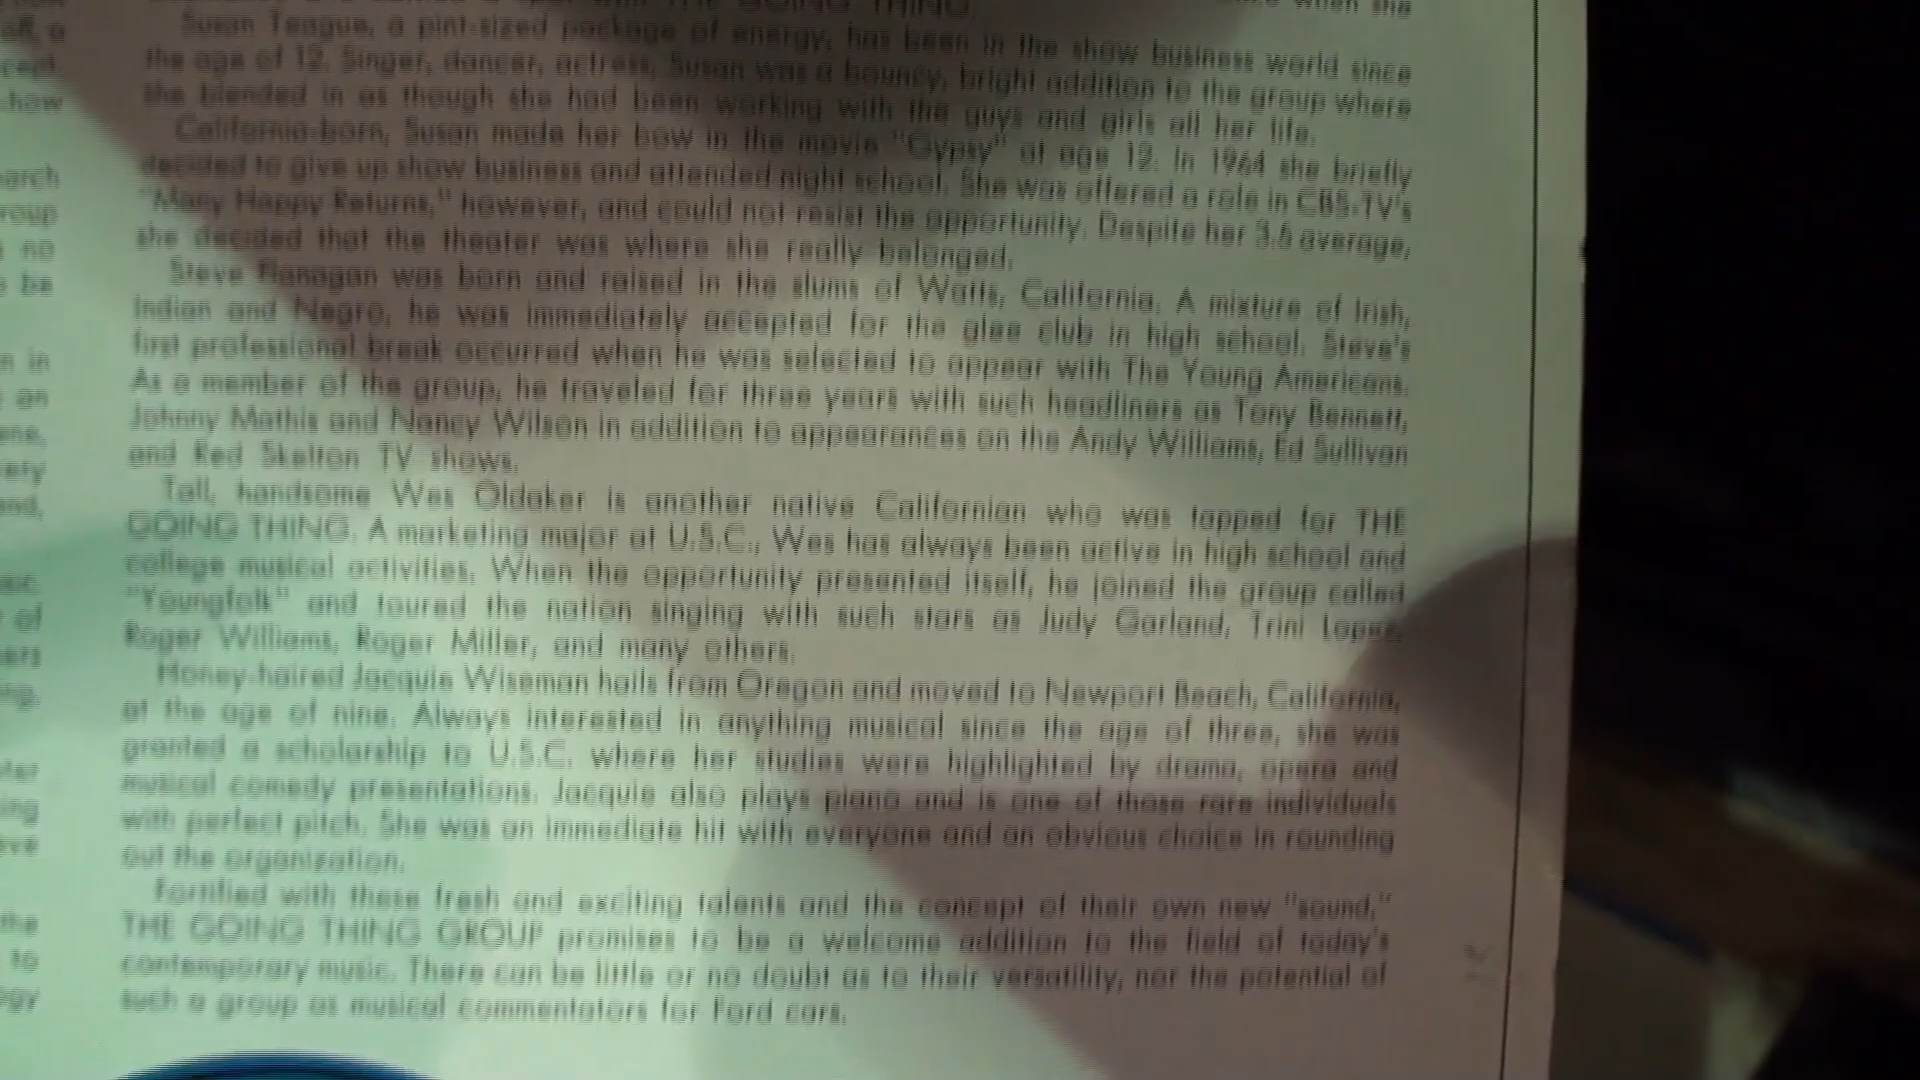 off, a
show
arch
roup
no
be
n in
an
of
ing
the
to
THE GOING THING
when she
Susan Teague, a pint-sized package of energy, has been in the show business world since
the age of 12. Singer, dancer, actress, Susan was a bouncy, bright addition to the group where
she blended in as though she had been working with the guys and girls all her life.
California-born, Susan made her bow in the movie "Gypsy" at age 12. In 1964 she briefly
decided to give up show business and attended night school. She was offered a role in CBS-TV's
"Many Happy Returns," however, and could not resist the opportunity. Despite her 3.6 average,
she decided that the theater was where she really belonged.
Steve Flanagan was born and raised in the slums of Watts, California. A mixture of Irish,
Indian and Negro, he was immediately accepted for the glee club in high school. Steve's
first professional break occurred when he was selected to appear with The Young Americans.
As a member of the group, he traveled for three years with such headliners as Tony Bennett,
Johnny Mathis and Nancy Wilson in addition to appearances on the Andy Williams, Ed Sullivan
and Red Skelton TV shows.
Tall, handsome Wes Oldaker is another native Californian who was tapped for THE
GOING THING. A marketing major at U.S.C., Wes has always been active in high school and
college musical activities. When the opportunity presented itself, he joined the group called
"Youngfolk" and toured the nation singing with such stars as Judy Garland, Trini Lopez,
Roger Williams, Roger Miller, and many others.
Honey-haired Jacquie Wiseman hails from Oregon and moved to Newport Beach, California,
at the age of nine. Always interested in anything musical since the age of three, she was
granted a scholarship to U.S.C. where her studies were highlighted by drama, opera and
musical comedy presentations. Jacquie also plays piano and is one of those rare individuals
with perfect pitch. She was an immediate hit with everyone and an obvious choice in rounding
out the organization.
Fortified with these fresh and exciting talents and the concept of their own new "sound,"
THE GOING THING GROUP promises to be a welcome addition to the field of today's
contemporary music. There can be little or no doubt as to their versatility, nor the potential of
such a group as musical commentators for Ford cars.